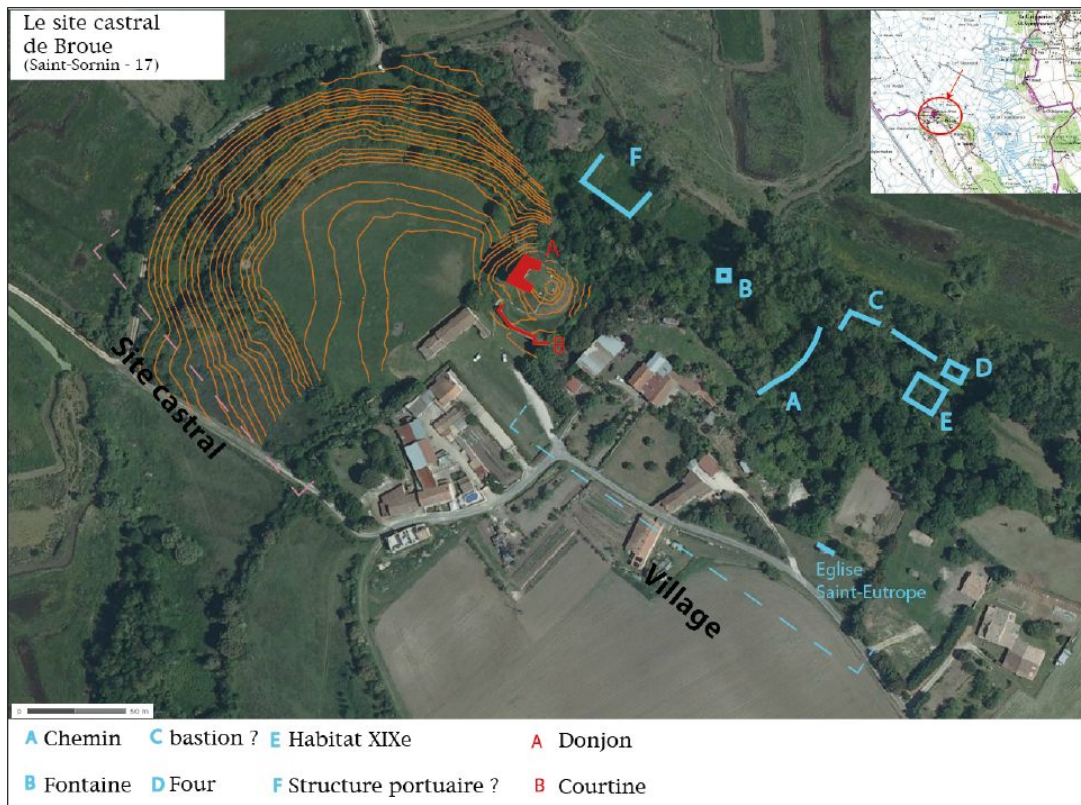 Le site castral
de Broue
(Saint-Sornin - 17)
F
A
B
B
C
D
A
E
Site castral
Village
Eglise
Saint-Eutrope
0 50 m
A Chemin C bastion ? E Habitat XIXe A Donjon
B Fontaine D Four F Structure portuaire ? B Courtine